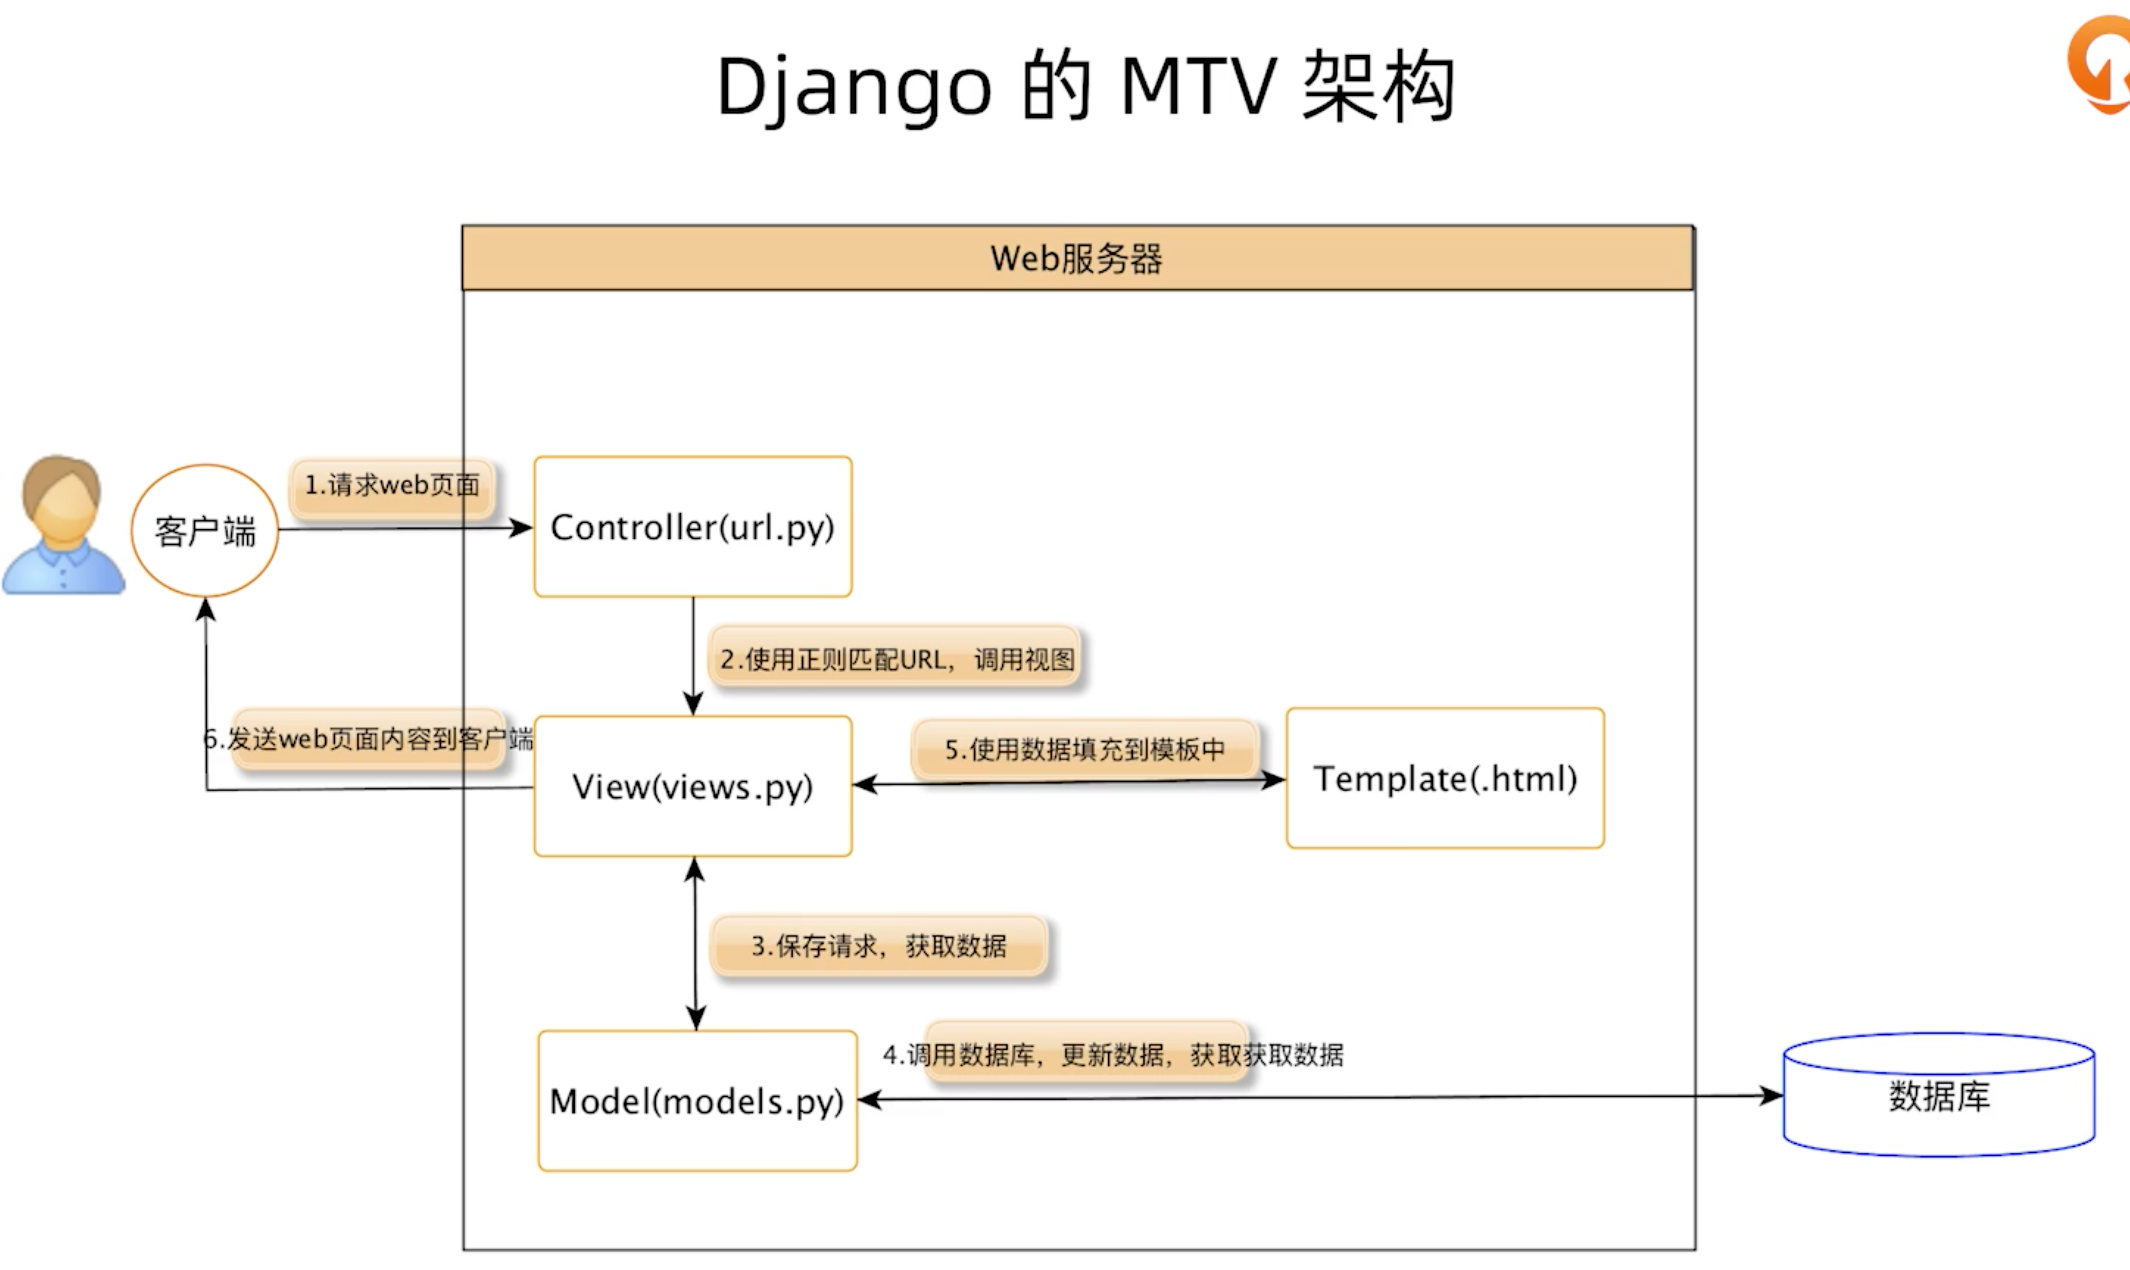 Django 的 MTV 架构
Web服务器
1.请求web页面
客户端
Controller(url.py)
2.使用正则匹配URL，调用视图
6.发送web页面内容到客户端
5.使用数据填充到模板中
View(views.py)
Template(.html)
3.保存请求，获取数据
4.调用数据库，更新数据，获取获取数据
Model(models.py)
数据库